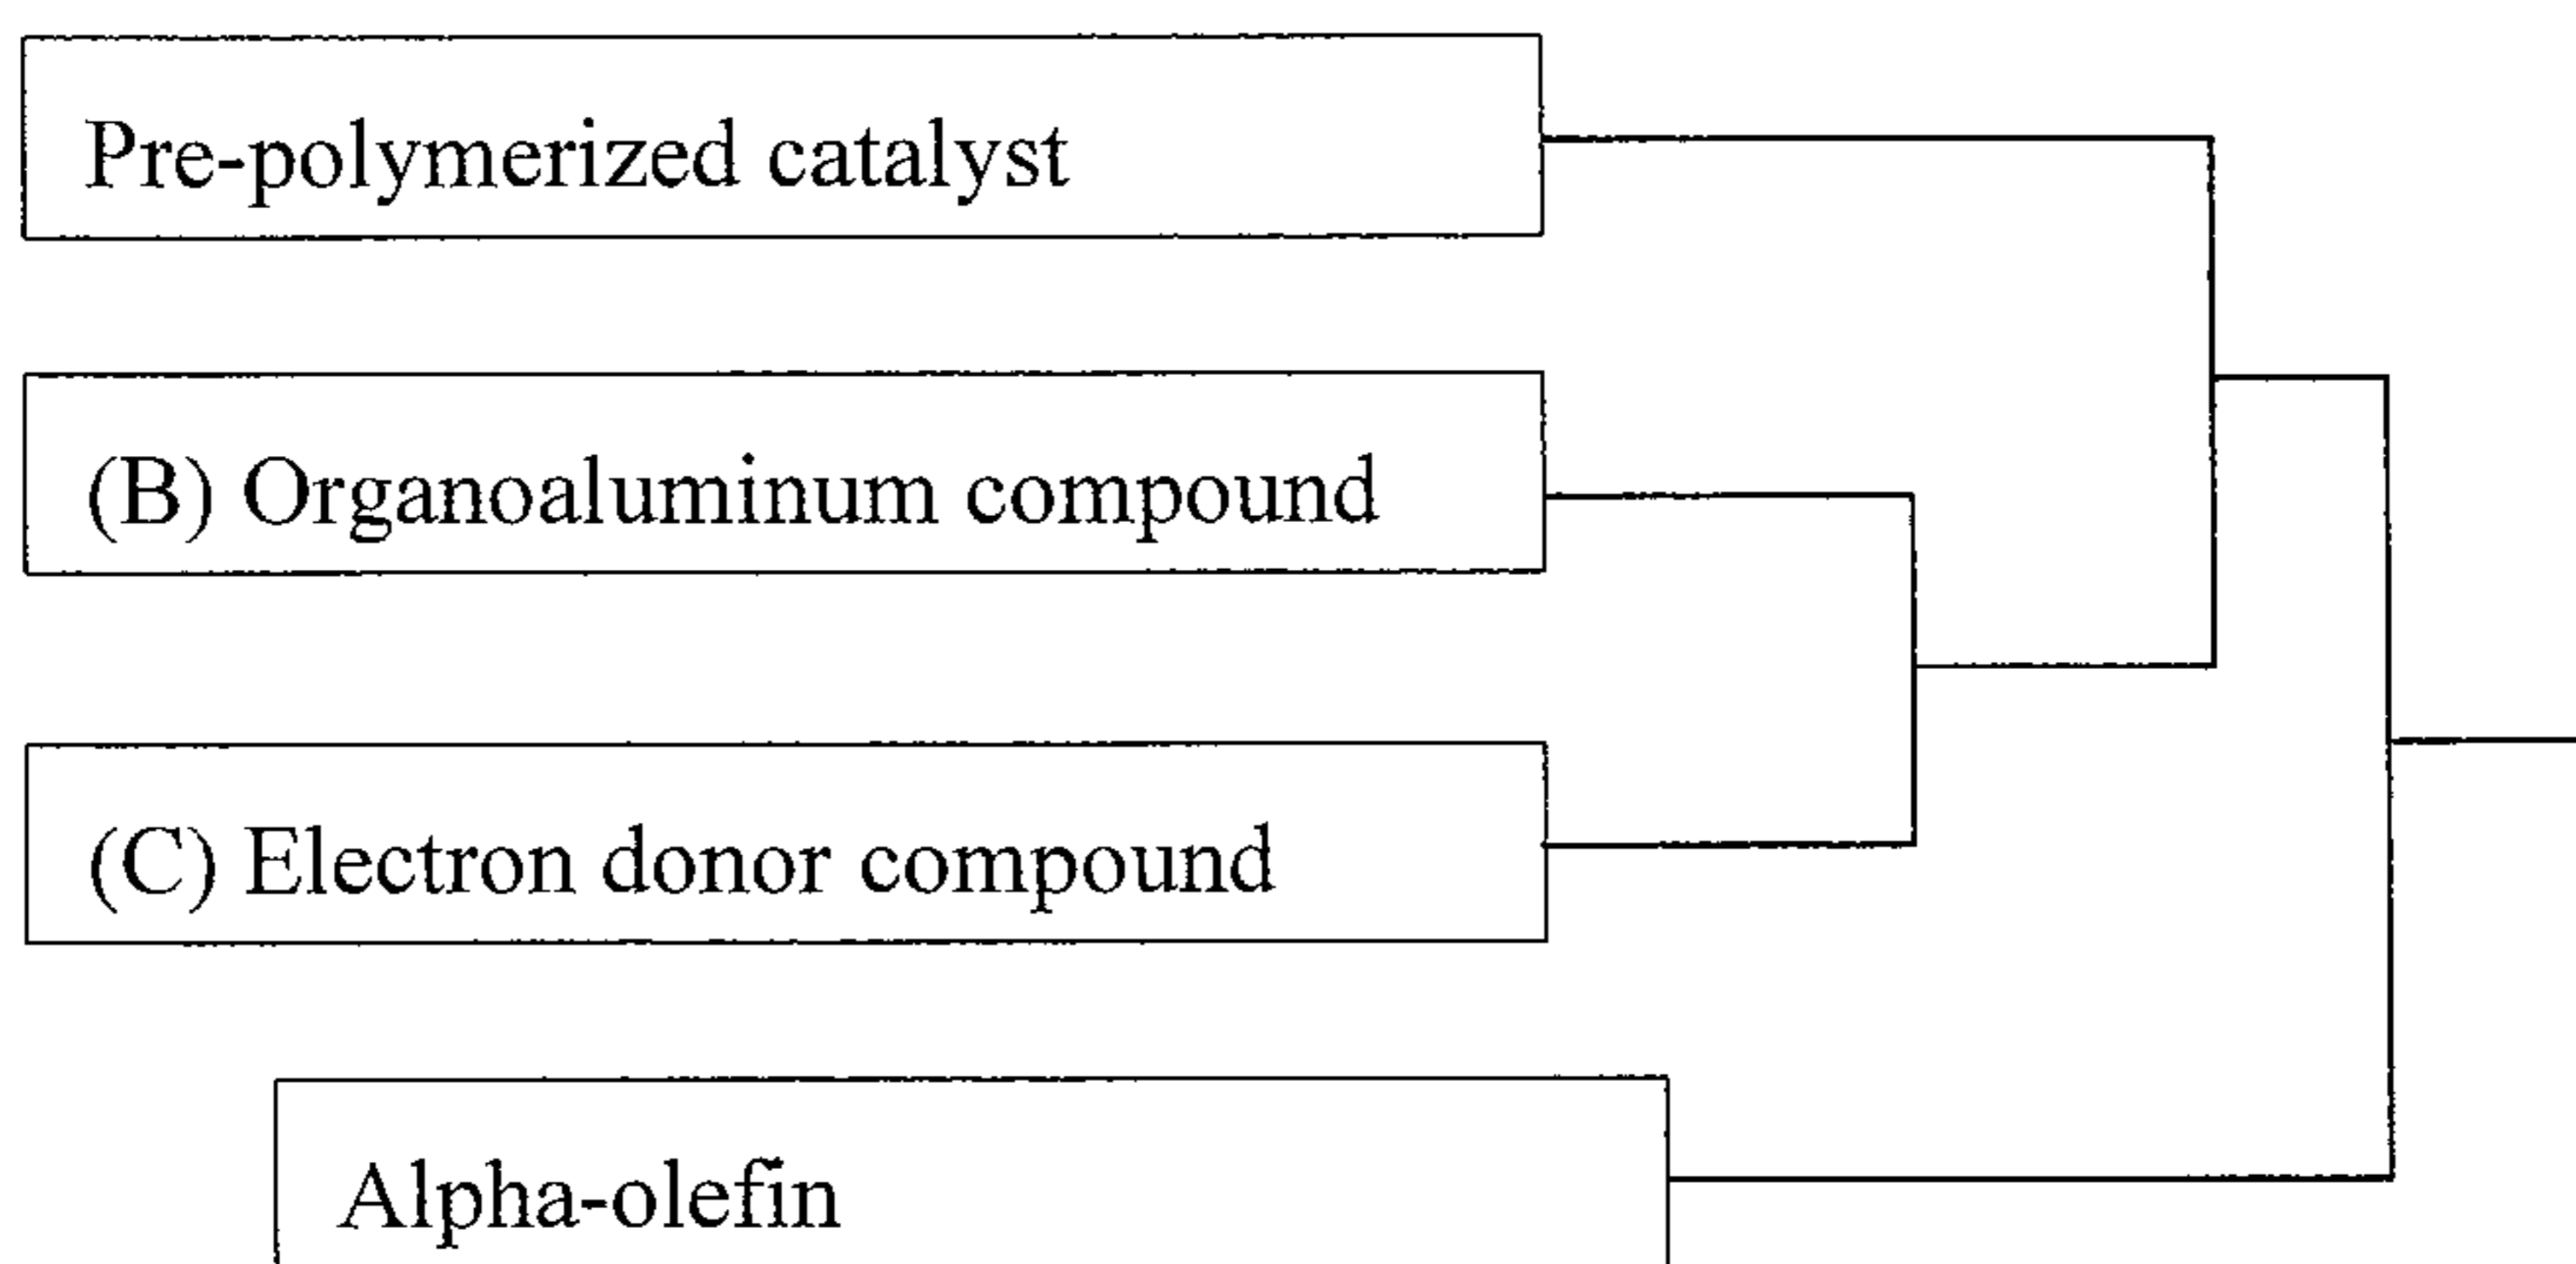 Pre-polymerized catalyst
(B) Organoaluminum compound
(C) Electron donor compound
Alpha-olefin